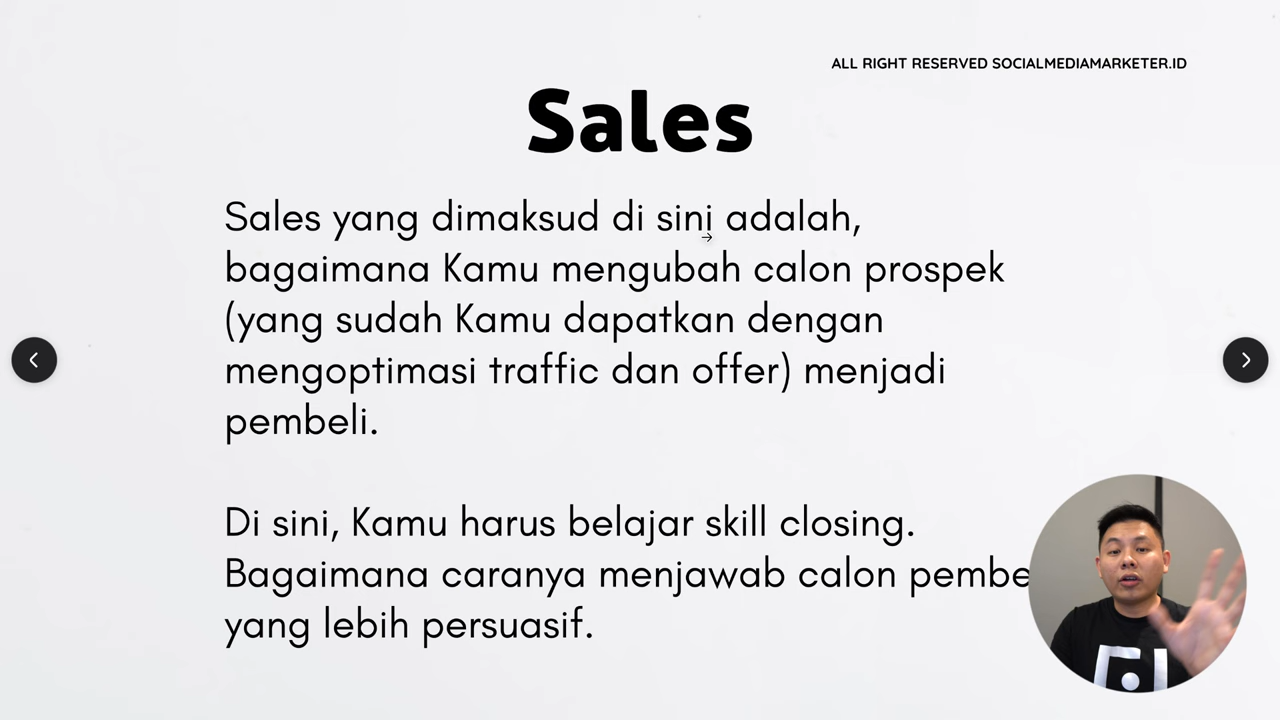 ALL RIGHT RESERVED SOCIALMEDIAMARKETER.ID
Sales
Sales yang dimaksud di sini adalah,
bagaimana Kamu mengubah calon prospek
(yang sudah Kamu dapatkan dengan
mengoptimasi traffic dan offer) menjadi
pembeli.
Di sini, Kamu harus belajar skill closing.
Bagaimana caranya menjawab calon pembe
yang lebih persuasif.